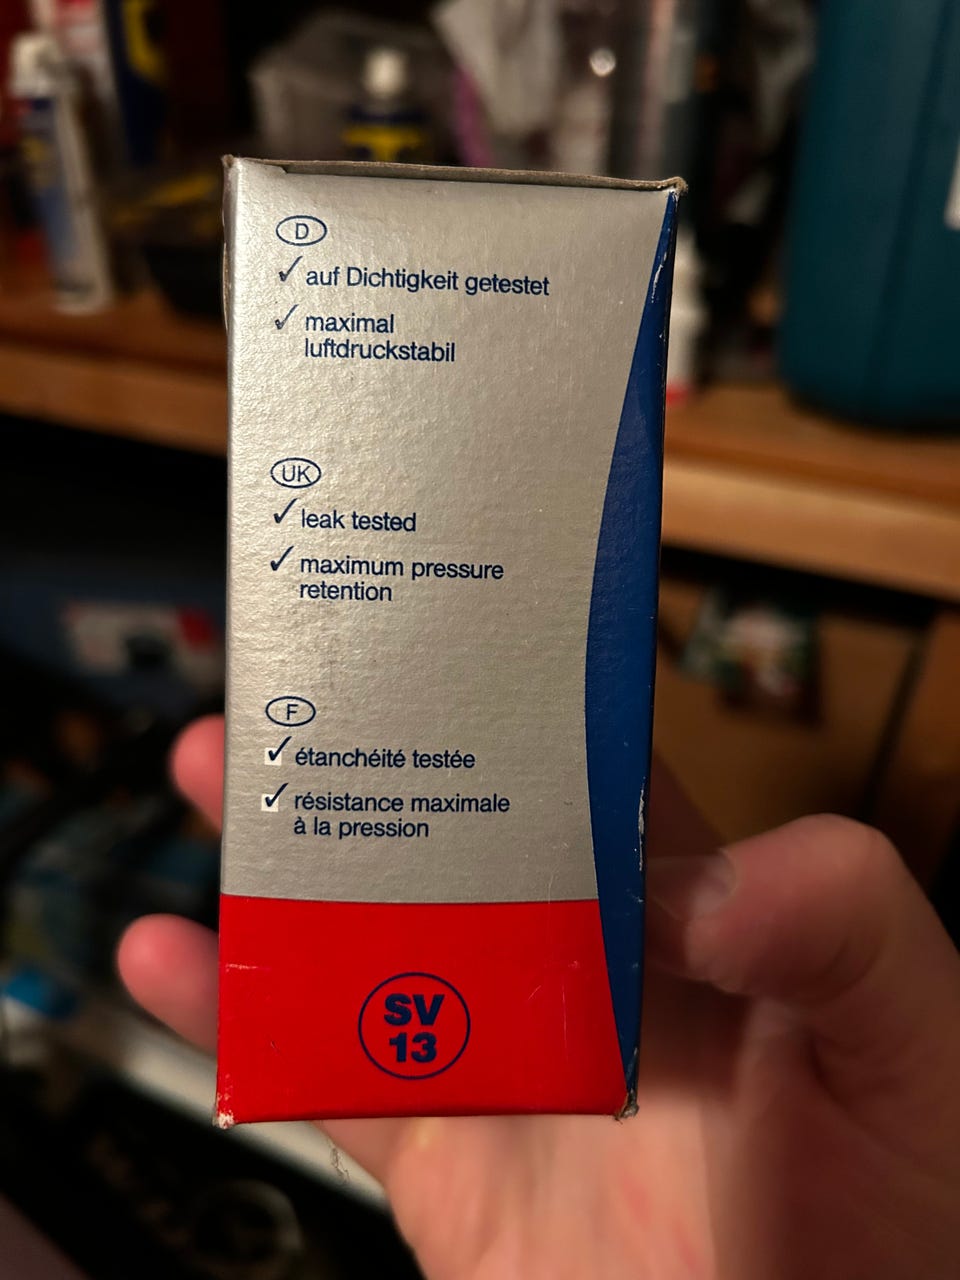 D
✓ auf Dichtigkeit getestet
✓ maximal
luftdruckstabil
UK
✓ leak tested
✓ maximum pressure
retention
F
✓ étanchéité testée
✓ résistance maximale
à la pression
SV
13